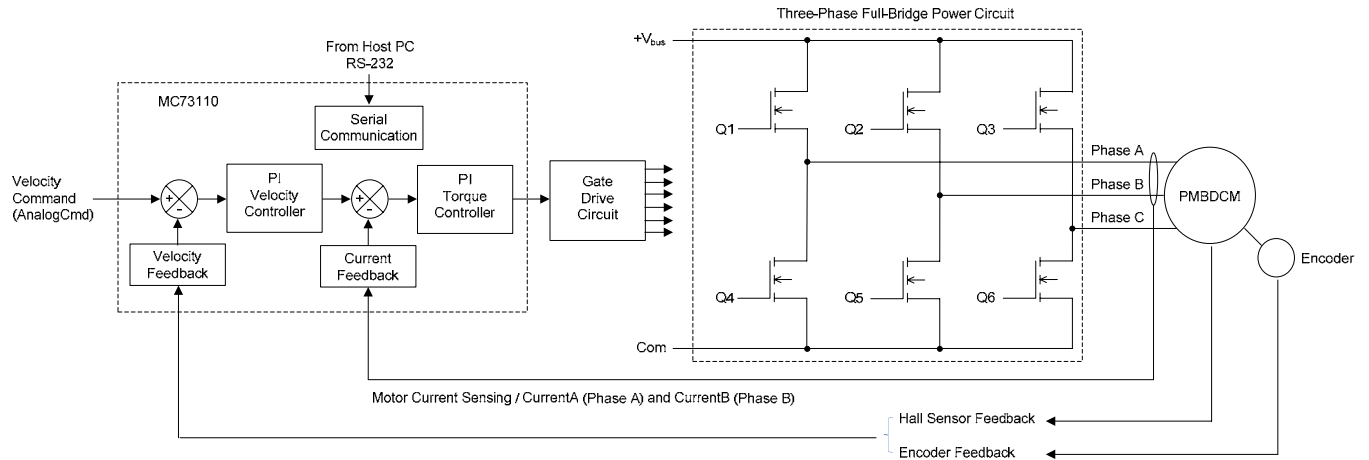 Three-Phase Full-Bridge Power Circuit
+Vbus
From Host PC
RS-232
MC73110
Serial
Communication
Q1
Q2
Q3
Phase A
Phase B
Phase C
PMBDCM
Encoder
Velocity
Command
(AnalogCmd)
+
-
PI
Velocity
Controller
+
-
PI
Torque
Controller
Gate
Drive
Circuit
Velocity
Feedback
Current
Feedback
Q4
Q5
Q6
Com
Motor Current Sensing / CurrentA (Phase A) and CurrentB (Phase B)
Hall Sensor Feedback
Encoder Feedback